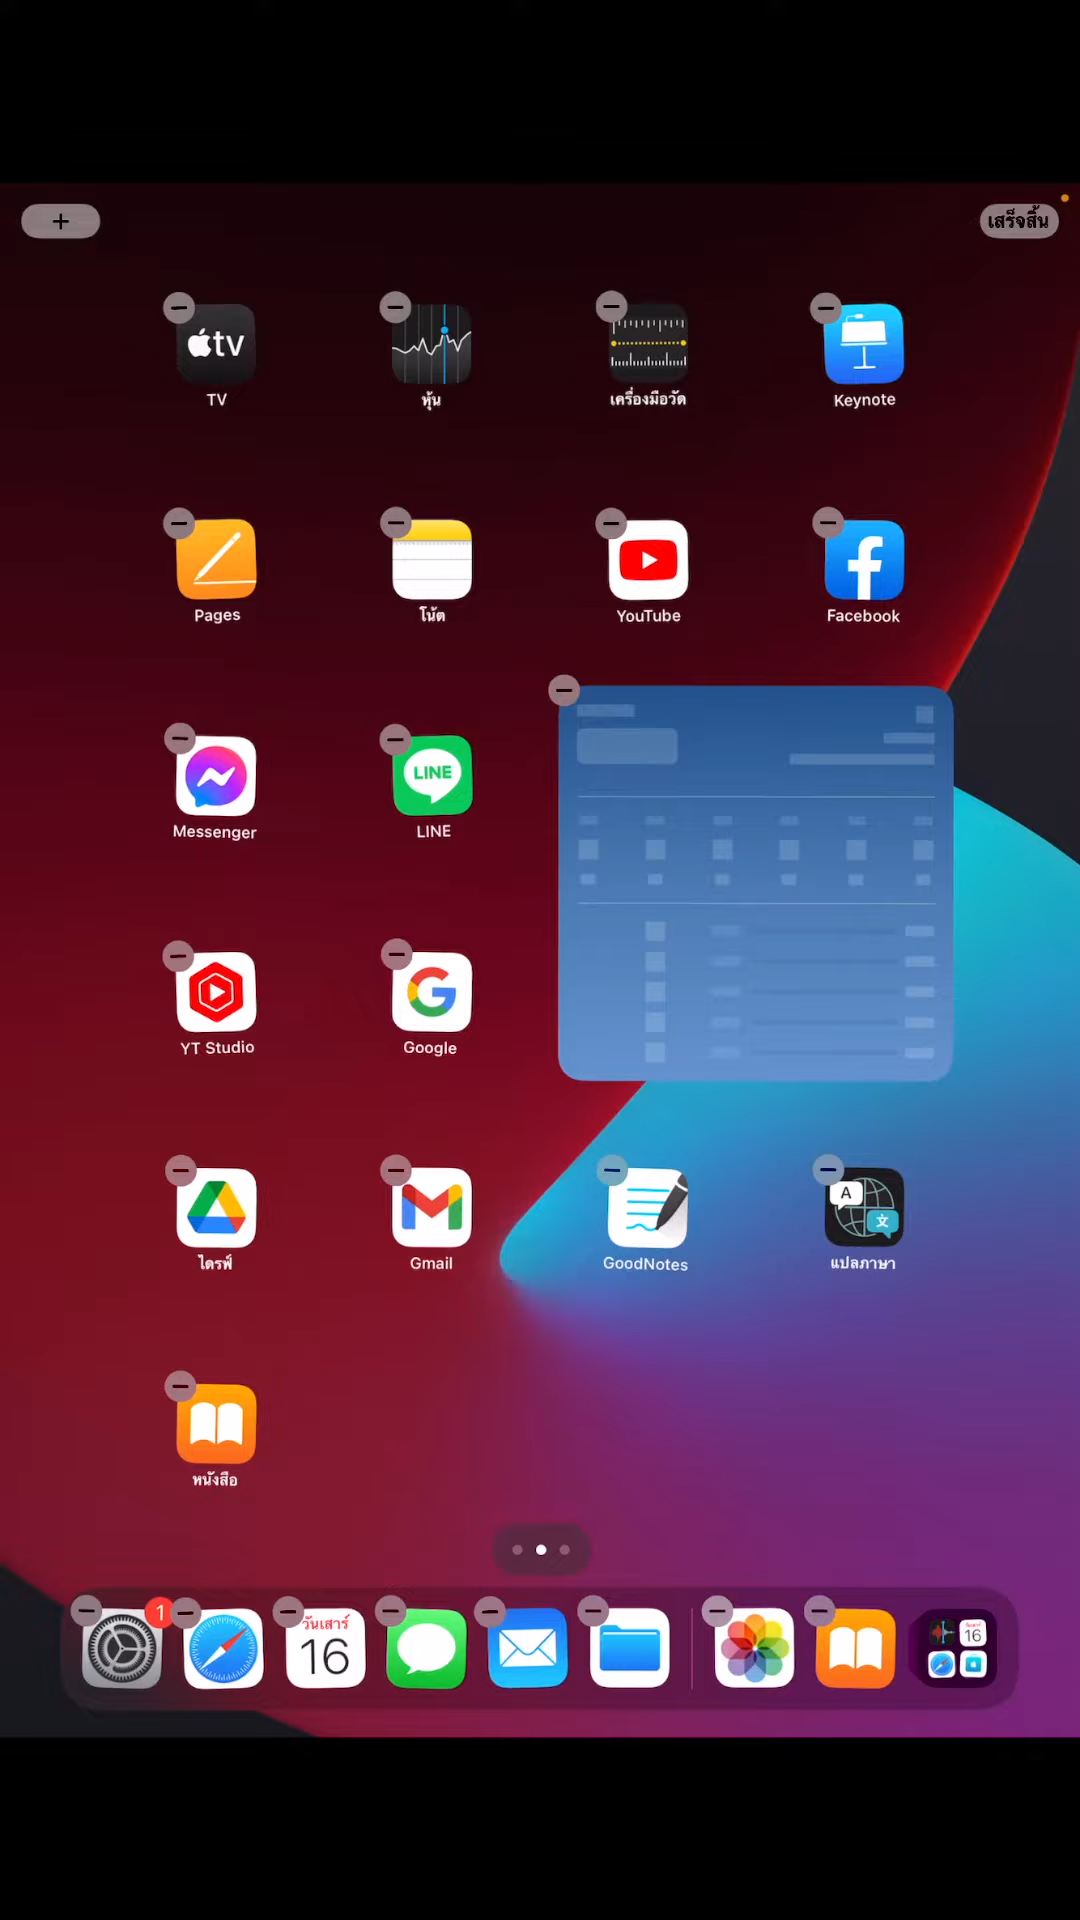 +
เสร็จสิ้น
tv
TV
หุ้น
เครื่องมือวัด
Keynote
Pages
โน้ต
YouTube
Facebook
LINE
Messenger
LINE
YT Studio
Google
A
文
ไดรฟ์
Gmail
GoodNotes
แปลภาษา
หนังสือ
1
วันเสาร์
16
16